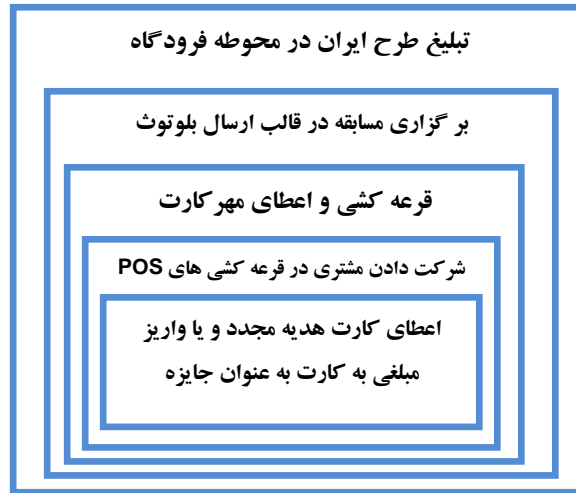 تبلیغ طرح ایران در محوطه فرودگاه
بر گزاری مسابقه در قالب ارسال بلوتوث
قرعه کشی و اعطای مهرکارت
شرکت دادن مشتری در قرعه کشی های POS
اعطای کارت هدیه مجدد و یا واریز
مبلغی به کارت به عنوان جایزه